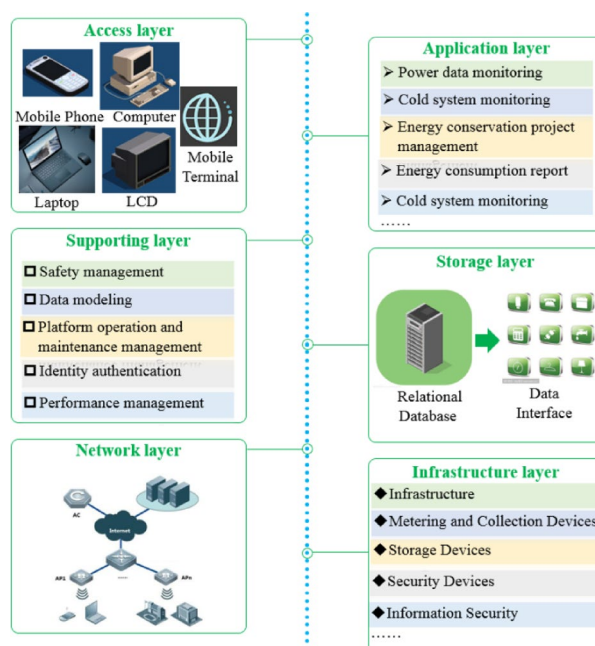 Access layer
Mobile Phone
Computer
Mobile
Terminal
Laptop
LCD
Application layer
➢ Power data monitoring
➢ Cold system monitoring
➢ Energy conservation project
management
➢ Energy consumption report
➢ Cold system monitoring
……
Supporting layer
Safety management
Data modeling
Platform operation and
maintenance management
Identity authentication
Performance management
Storage layer
Relational
Database
Data
Interface
Network layer
AC
Internet
......
AP1
APn
Infrastructure layer
◆Infrastructure
◆Metering and Collection Devices
◆Storage Devices
◆Security Devices
◆Information Security
……